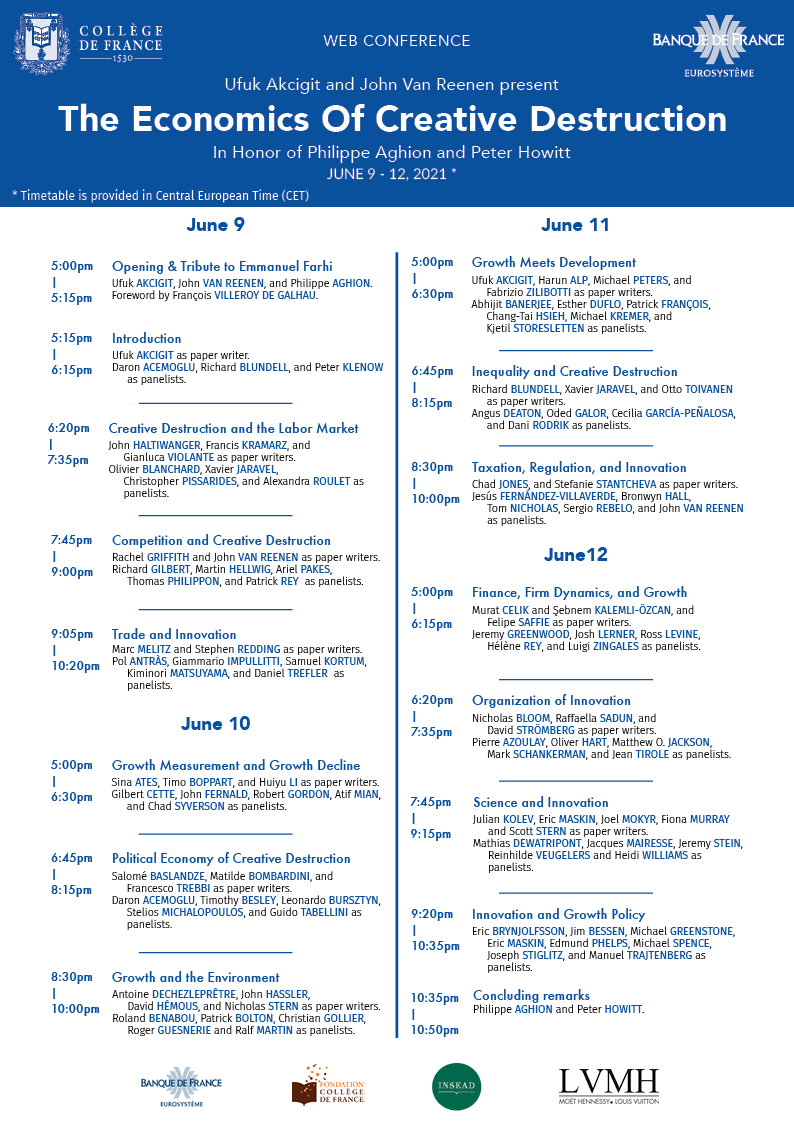 COLLÈGE
DE FRANCE
1530
WEB CONFERENCE
BANQUE DE FRANCE
EUROSYSTÈME
Ufuk Akcigit and John Van Reenen present
The Economics Of Creative Destruction
In Honor of Philippe Aghion and Peter Howitt
JUNE 9 - 12, 2021 *
* Timetable is provided in Central European Time (CET)
June 9
5:00pm
|
5:15pm
Opening & Tribute to Emmanuel Farhi
Ufuk AKCIGIT, John VAN REENEN, and Philippe AGHION.
Foreword by François VILLEROY DE GALHAU.
5:15pm
|
6:15pm
Introduction
Ufuk AKCIGIT as paper writer.
Daron ACEMOGLU, Richard BLUNDELL, and Peter KLENOW
as panelists.
6:20pm
|
7:35pm
Creative Destruction and the Labor Market
John HALTIWANGER, Francis KRAMARZ, and
Gianluca VIOLANTE as paper writers.
Olivier BLANCHARD, Xavier JARAVEL,
Christopher PISSARIDES, and Alexandra ROULET as
panelists.
7:45pm
|
9:00pm
Competition and Creative Destruction
Rachel GRIFFITH and John VAN REENEN as paper writers.
Richard GILBERT, Martin HELLWIG, Ariel PAKES,
Thomas PHILIPPON, and Patrick REY as panelists.
9:05pm
|
10:20pm
Trade and Innovation
Marc MELITZ and Stephen REDDING as paper writers.
Pol ANTRÀS, Giammario IMPULLITTI, Samuel KORTUM,
Kiminori MATSUYAMA, and Daniel TREFLER as
panelists.
June 10
5:00pm
|
6:30pm
Growth Measurement and Growth Decline
Sina ATES, Timo BOPPART, and Huiyu LI as paper writers.
Gilbert CETTE, John FERNALD, Robert GORDON, Atif MIAN,
and Chad SYVERSON as panelists.
6:45pm
|
8:15pm
Political Economy of Creative Destruction
Salomé BASLANDZE, Matilde BOMBARDINI, and
Francesco TREBBI as paper writers.
Daron ACEMOGLU, Timothy BESLEY, Leonardo BURSZTYN,
Stelios MICHALOPOULOS, and Guido TABELLINI as
panelists.
8:30pm
|
10:00pm
Growth and the Environment
Antoine DECHEZLEPRÊTRE, John HASSLER,
David HÉMOUS, and Nicholas STERN as paper writers.
Roland BENABOU, Patrick BOLTON, Christian GOLLIER,
Roger GUESNERIE and Ralf MARTIN as panelists.
June 11
5:00pm
|
6:30pm
Growth Meets Development
Ufuk AKCIGIT, Harun ALP, Michael PETERS, and
Fabrizio ZILIBOTTI as paper writers.
Abhijit BANERJEE, Esther DUFLO, Patrick FRANÇOIS,
Chang-Tai HSIEH, Michael KREMER, and
Kjetil STORESLETTEN as panelists.
6:45pm
|
8:15pm
Inequality and Creative Destruction
Richard BLUNDELL, Xavier JARAVEL, and Otto TOIVANEN
as paper writers.
Angus DEATON, Oded GALOR, Cecilia GARCÍA-PEÑALOSA,
and Dani RODRIK as panelists.
8:30pm
|
10:00pm
Taxation, Regulation, and Innovation
Chad JONES, and Stefanie STANTCHEVA as paper writers.
Jesús FERNÁNDEZ-VILLAVERDE, Bronwyn HALL,
Tom NICHOLAS, Sergio REBELO, and John VAN REENEN
as panelists.
June12
5:00pm
|
6:15pm
Finance, Firm Dynamics, and Growth
Murat CELIK and Şebnem KALEMLI-ÖZCAN, and
Felipe SAFFIE as paper writers.
Jeremy GREENWOOD, Josh LERNER, Ross LEVINE,
Hélène REY, and Luigi ZINGALES as panelists.
6:20pm
|
7:35pm
Organization of Innovation
Nicholas BLOOM, Raffaella SADUN, and
David STRÖMBERG as paper writers.
Pierre AZOULAY, Oliver HART, Matthew O. JACKSON,
Mark SCHANKERMAN, and Jean TIROLE as panelists.
7:45pm
|
9:15pm
Science and Innovation
Julian KOLEV, Eric MASKIN, Joel MOKYR, Fiona MURRAY
and Scott STERN as paper writers.
Mathias DEWATRIPONT, Jacques MAIRESSE, Jeremy STEIN,
Reinhilde VEUGELERS and Heidi WILLIAMS as
panelists.
9:20pm
|
10:35pm
Innovation and Growth Policy
Eric BRYNJOLFSSON, Jim BESSEN, Michael GREENSTONE,
Eric MASKIN, Edmund PHELPS, Michael SPENCE,
Joseph STIGLITZ, and Manuel TRAJTENBERG as
panelists.
10:35pm
|
10:50pm
Concluding remarks
Philippe AGHION and Peter HOWITT.
BANQUE DE FRANCE
EUROSYSTÈME
FONDATION
COLLÈGE
DE FRANCE
INSEAD
LVMH
MOËT HENNESSY • LOUIS VUITTON